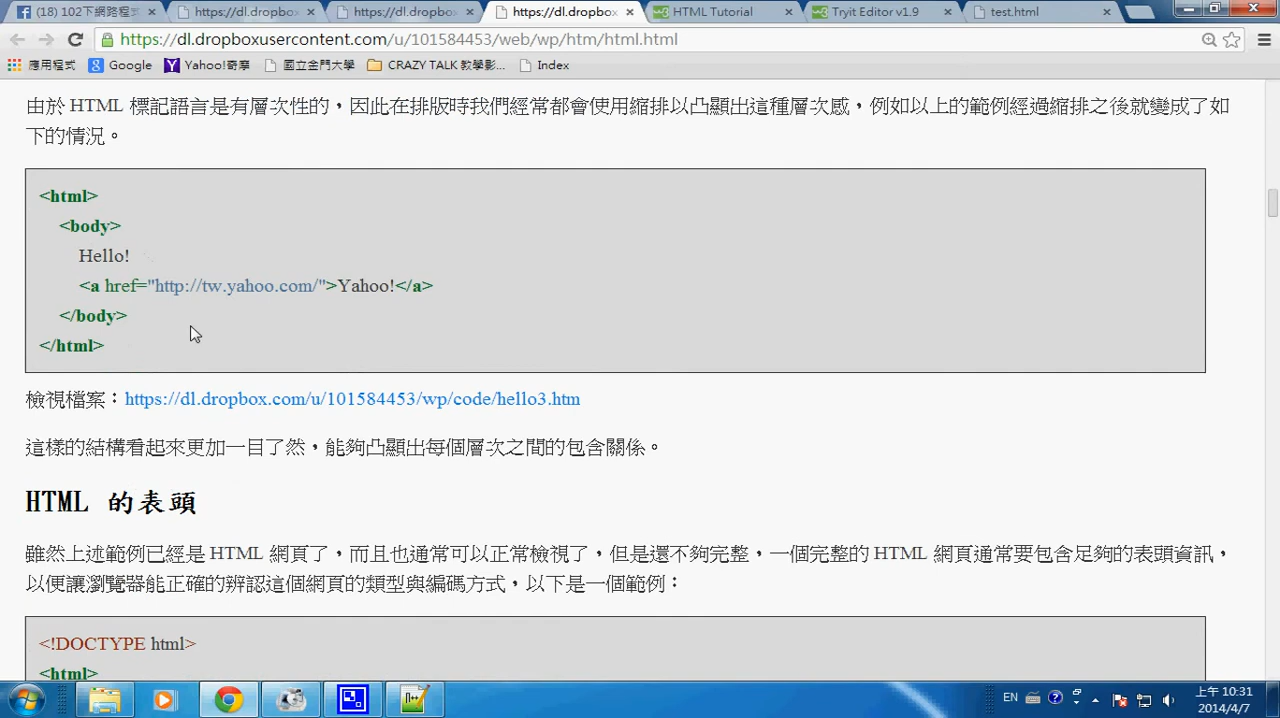 (18) 102下網路程式
https://dl.dropbox
https://dl.dropbox
https://dl.dropbox
HTML Tutorial
Tryit Editor v1.9
test.html
https://dl.dropboxusercontent.com/u/101584453/web/wp/htm/html.html
應用程式 Google Yahoo!奇摩 國立金門大學 CRAZY TALK 教學影... Index
由於 HTML 標記語言是有層次性的，因此在排版時我們經常都會使用縮排以凸顯出這種層次感，例如以上的範例經過縮排之後就變成了如
下的情況。
<html>
<body>
Hello!
<a href="http://tw.yahoo.com/">Yahoo!</a>
</body>
</html>
檢視檔案：https://dl.dropbox.com/u/101584453/wp/code/hello3.htm
這樣的結構看起來更加一目了然，能夠凸顯出每個層次之間的包含關係。
HTML 的表頭
雖然上述範例已經是 HTML 網頁了，而且也通常可以正常檢視了，但是還不夠完整，一個完整的 HTML 網頁通常要包含足夠的表頭資訊，
以便讓瀏覽器能正確的辨認這個網頁的類型與編碼方式，以下是一個範例：
<!DOCTYPE html>
<html>
EN
上午 10:31
2014/4/7